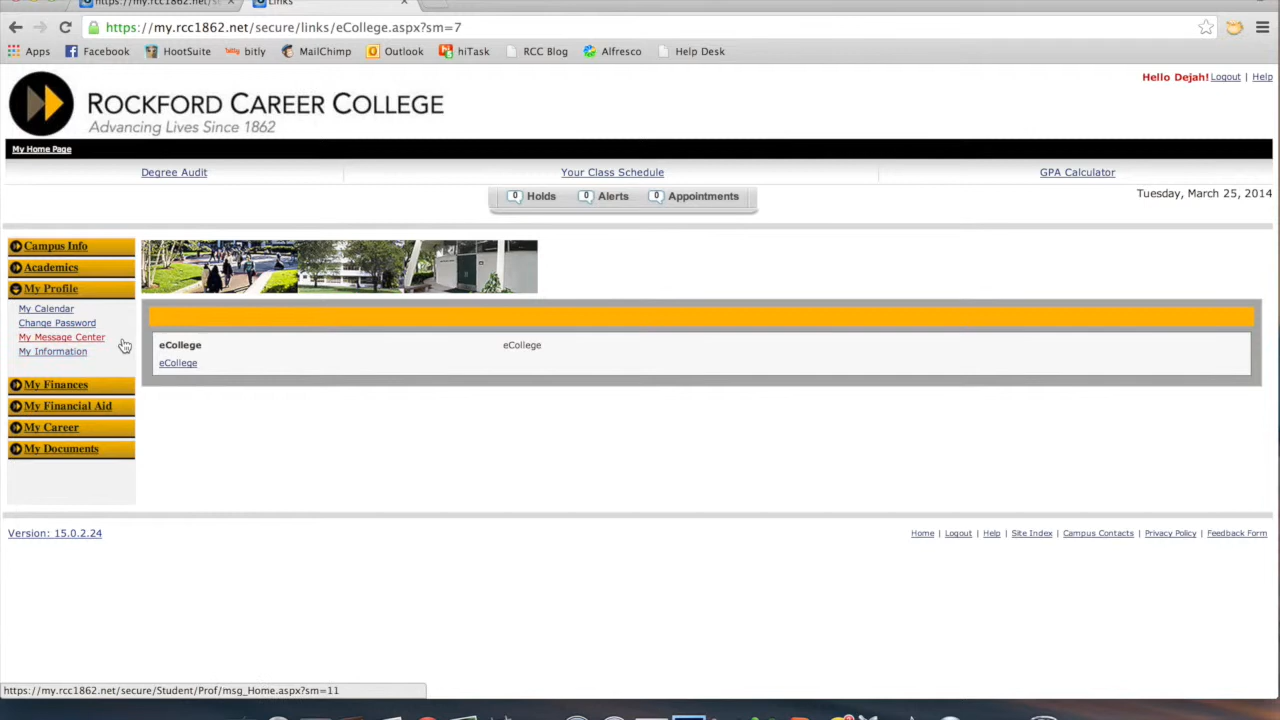 https://my.rcc1862.net/se
Links
https://my.rcc1862.net/secure/links/eCollege.aspx?sm=7
Apps Facebook HootSuite bitly MailChimp Outlook hiTask RCC Blog Alfresco Help Desk
Hello Dejah! Logout | Help
ROCKFORD CAREER COLLEGE
Advancing Lives Since 1862
My Home Page
Degree Audit Your Class Schedule GPA Calculator
0 Holds 0 Alerts 0 Appointments
Tuesday, March 25, 2014
Campus Info
Academics
My Profile
My Calendar
Change Password
My Message Center
My Information
My Finances
My Financial Aid
My Career
My Documents
eCollege eCollege
eCollege
Version: 15.0.2.24
Home | Logout | Help | Site Index | Campus Contacts | Privacy Policy | Feedback Form
https://my.rcc1862.net/secure/Student/Prof/msg_Home.aspx?sm=11